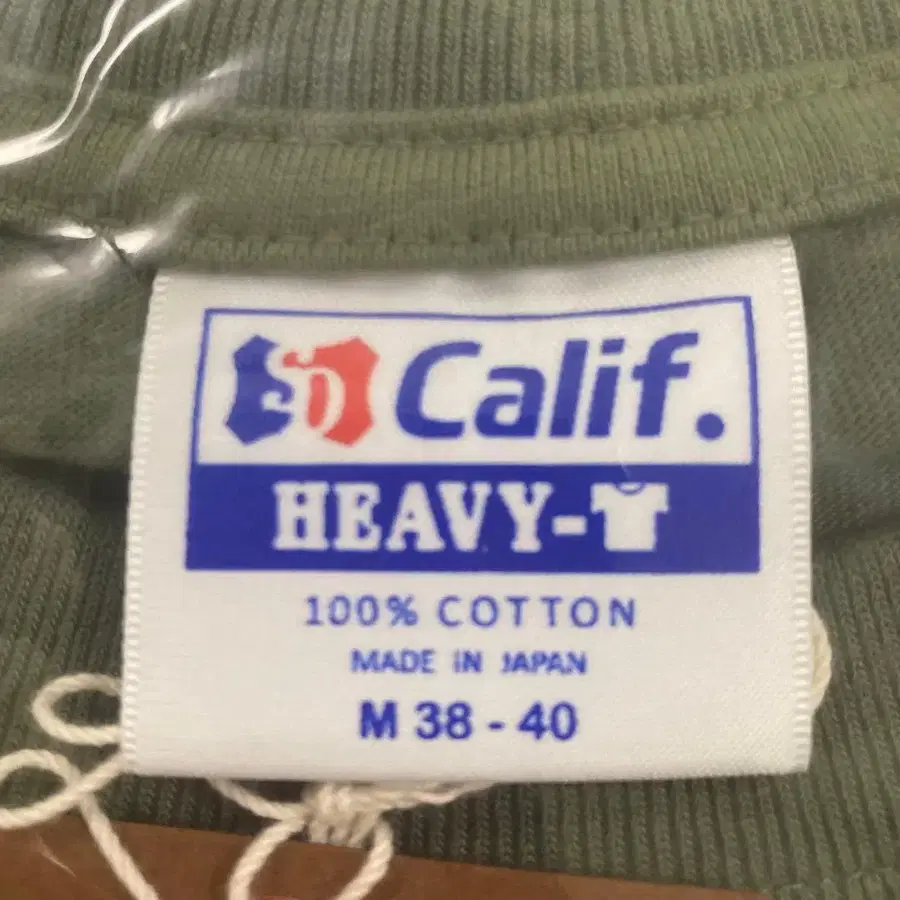 SD Calif.
HEAVY-
100% COTTON
MADE IN JAPAN
M 38 - 40